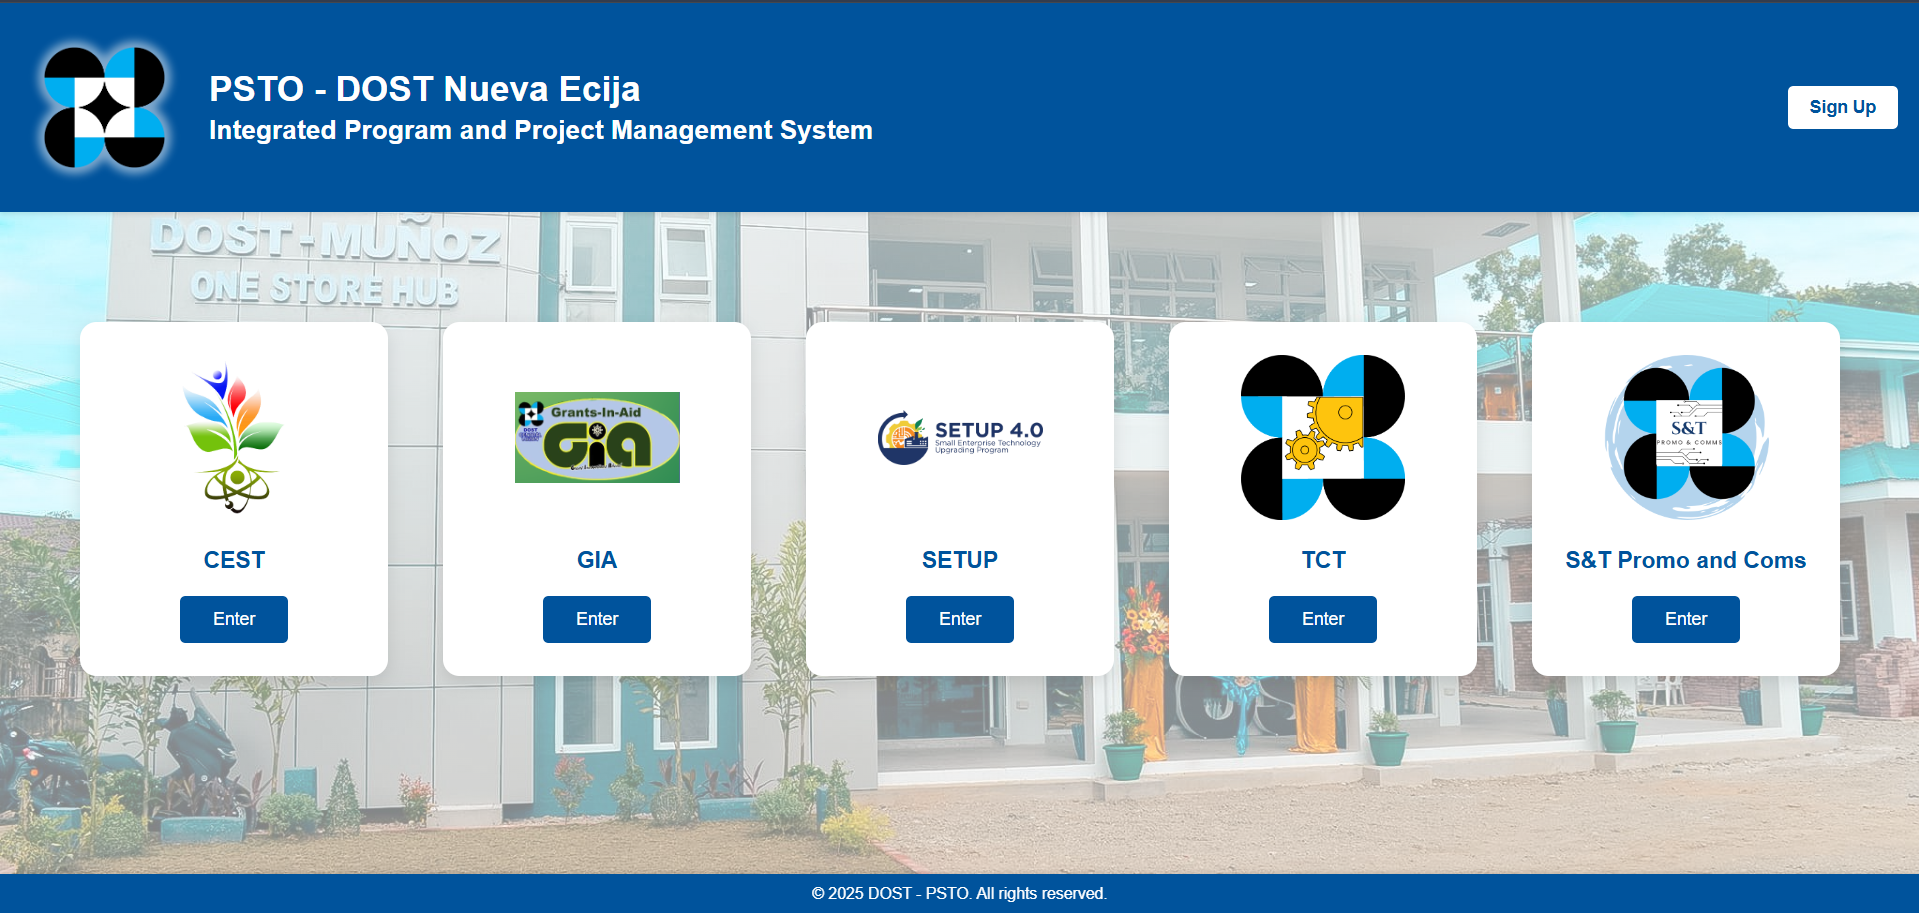 PSTO - DOST Nueva Ecija
Integrated Program and Project Management System
Sign Up
DOST - MUÑOZ
ONE STORE HUB
Grants-In-Aid
DOST
GiA
SETUP 4.0
Small Enterprise Technology
Upgrading Program
S&T
PROMO & COMMS
CEST
GIA
SETUP
TCT
S&T Promo and Coms
Enter
Enter
Enter
Enter
Enter
© 2025 DOST - PSTO. All rights reserved.